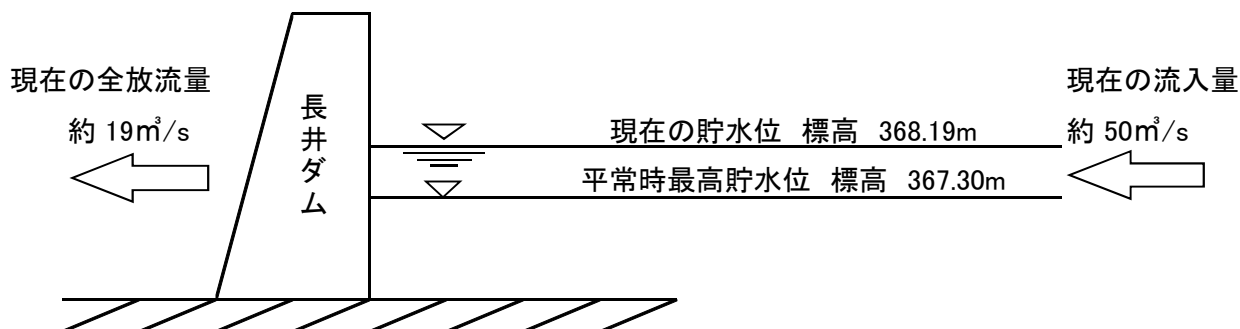 現在の全放流量
約 19㎥/s
長井ダム
現在の貯水位 標高 368.19m
平常時最高貯水位 標高 367.30m
現在の流入量
約 50㎥/s